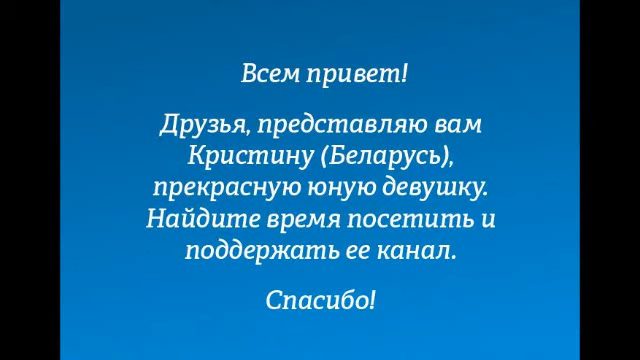 Всем привет!
Друзья, представляю вам
Кристину (Беларусь),
прекрасную юную девушку.
Найдите время посетить и
поддержать ее канал.
Спасибо!